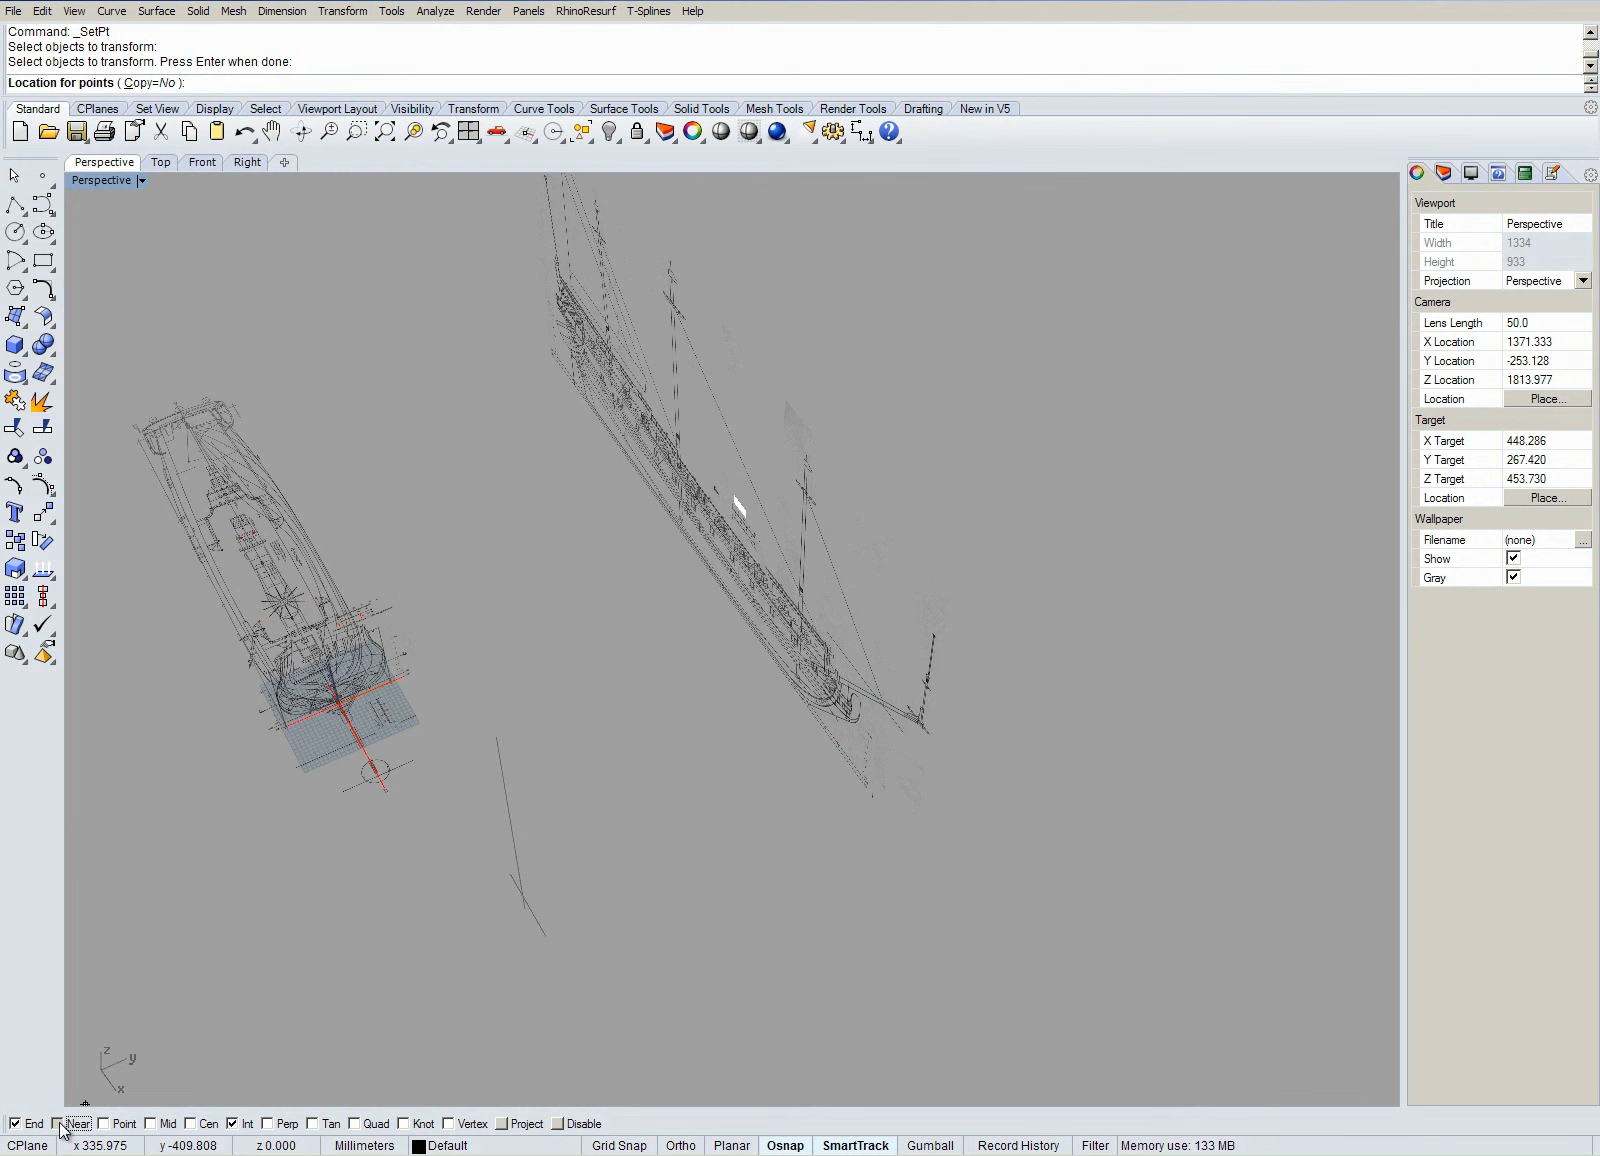 File Edit View Curve Surface Solid Mesh Dimension Transform Tools Analyze Render Panels RhinoResurf T-Splines Help
Command: _SetPt
Select objects to transform:
Select objects to transform. Press Enter when done:
Location for points ( Copy=No ):
Standard CPlanes Set View Display Select Viewport Layout Visibility Transform Curve Tools Surface Tools Solid Tools Mesh Tools Render Tools Drafting New in V5
Perspective Top Front Right
Perspective
Viewport
Title Perspective
Width 1334
Height 933
Projection Perspective
Camera
Lens Length 50.0
X Location 1371.333
Y Location -253.128
Z Location 1813.977
Location Place...
Target
X Target 448.286
Y Target 267.420
Z Target 453.730
Location Place...
Wallpaper
Filename (none) ...
Show
Gray
z
y
x
End Near Point Mid Cen Int Perp Tan Quad Knot Vertex Project Disable
CPlane x 335.975 y -409.808 z 0.000 Millimeters Default Grid Snap Ortho Planar Osnap SmartTrack Gumball Record History Filter Memory use: 133 MB